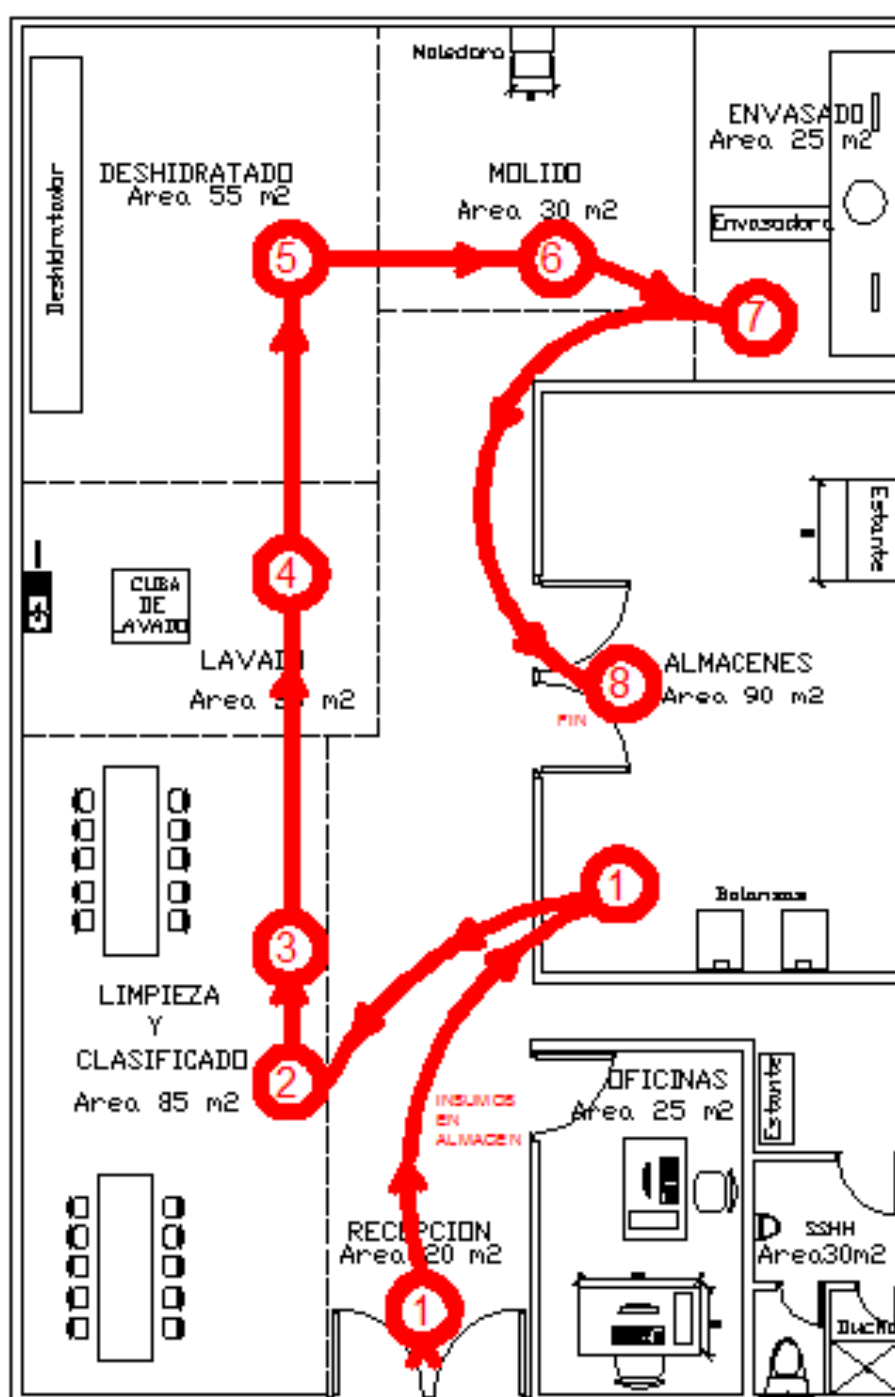 Moledora
ENVASADO
Area 25 m2
DESHIDRATADO
Area 55 m2
MOLIDO
Area 30 m2
Deshidratador
Envasadora
5
6
7
Estante
4
CUBA
DE
LAVADO
LAVADO
m2
Area
8
ALMACENES
Area 90 m2
FIN
1
Balanzas
3
LIMPIEZA
Y
CLASIFICADO
Area 85 m2
2
INSUMOS
EN
ALMACEN
OFICINAS
Area 25 m2
Estante
RECEPCION
Area 20 m2
SSHH
Area30m2
1
Ducha